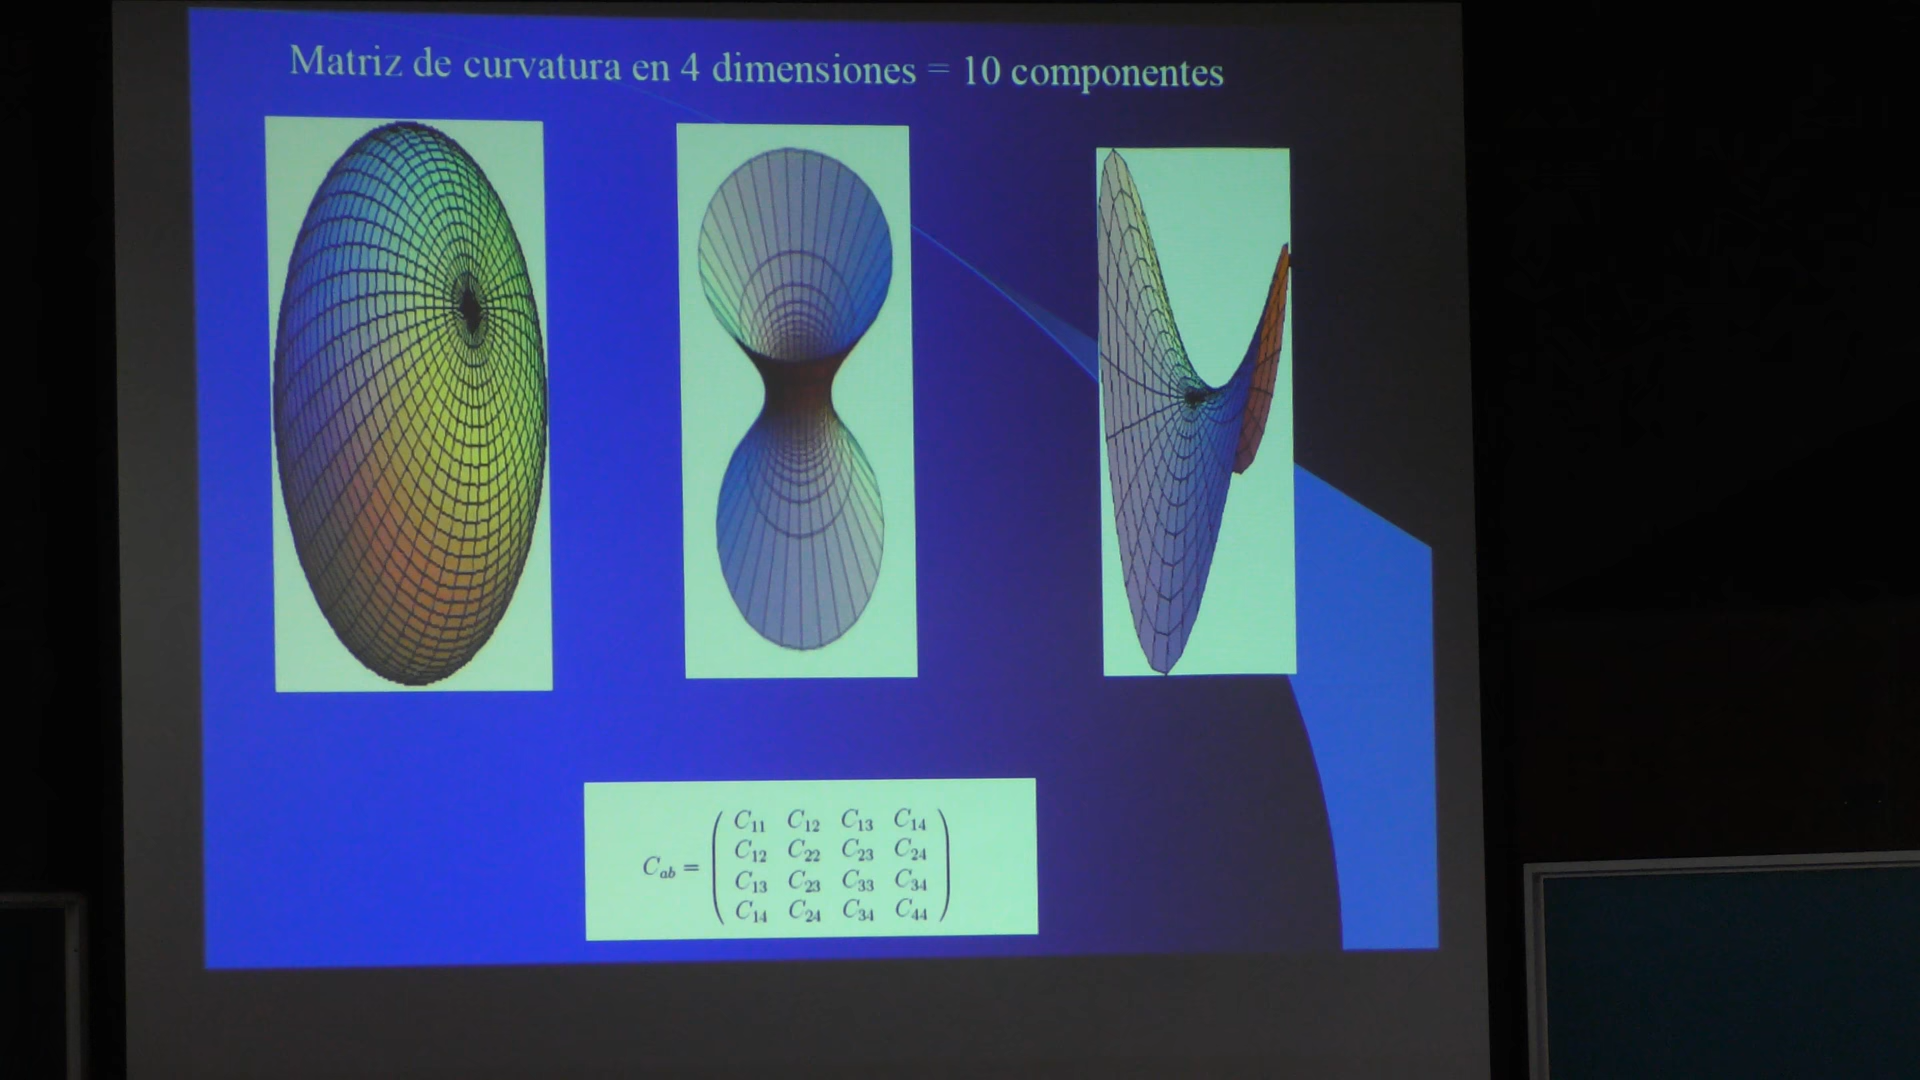 Matriz de curvatura en 4 dimensiones = 10 componentes
C₁₁ C₁₂ C₁₃ C₁₄
C₁₂ C₂₂ C₂₃ C₂₄
C_ab =
C₁₃ C₂₃ C₃₃ C₃₄
C₁₄ C₂₄ C₃₄ C₄₄